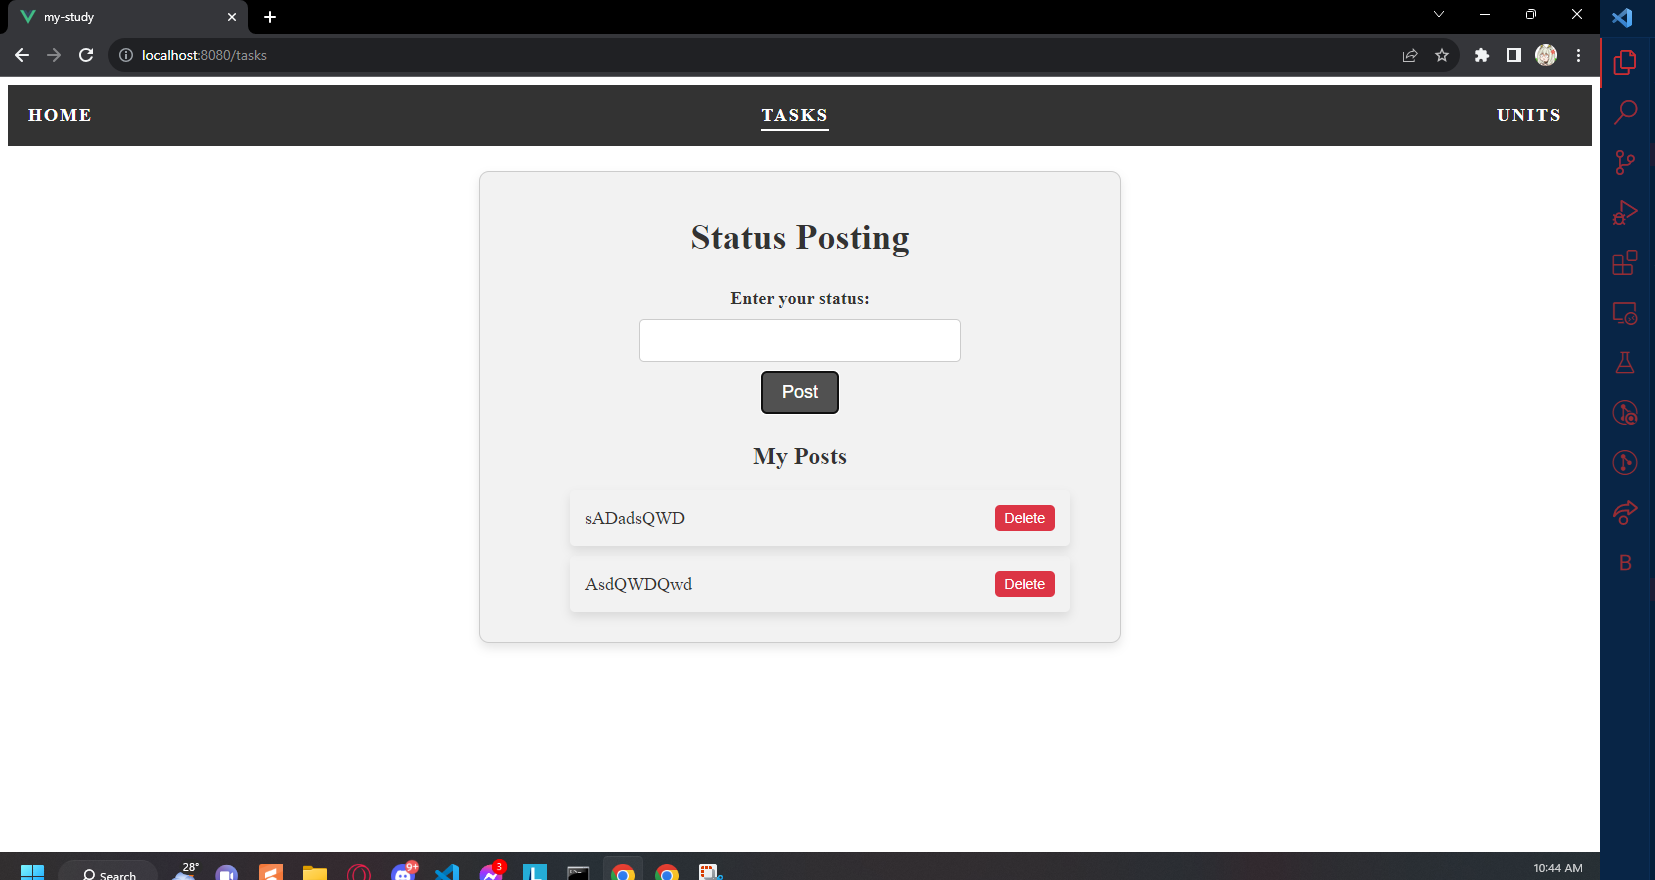 my-study
localhost:8080/tasks
HOME TASKS UNITS
Status Posting
Enter your status:
Post
My Posts
sADadsQWD Delete
AsdQWDQwd Delete
B
28°
Search
9+
3
L
10:44 AM